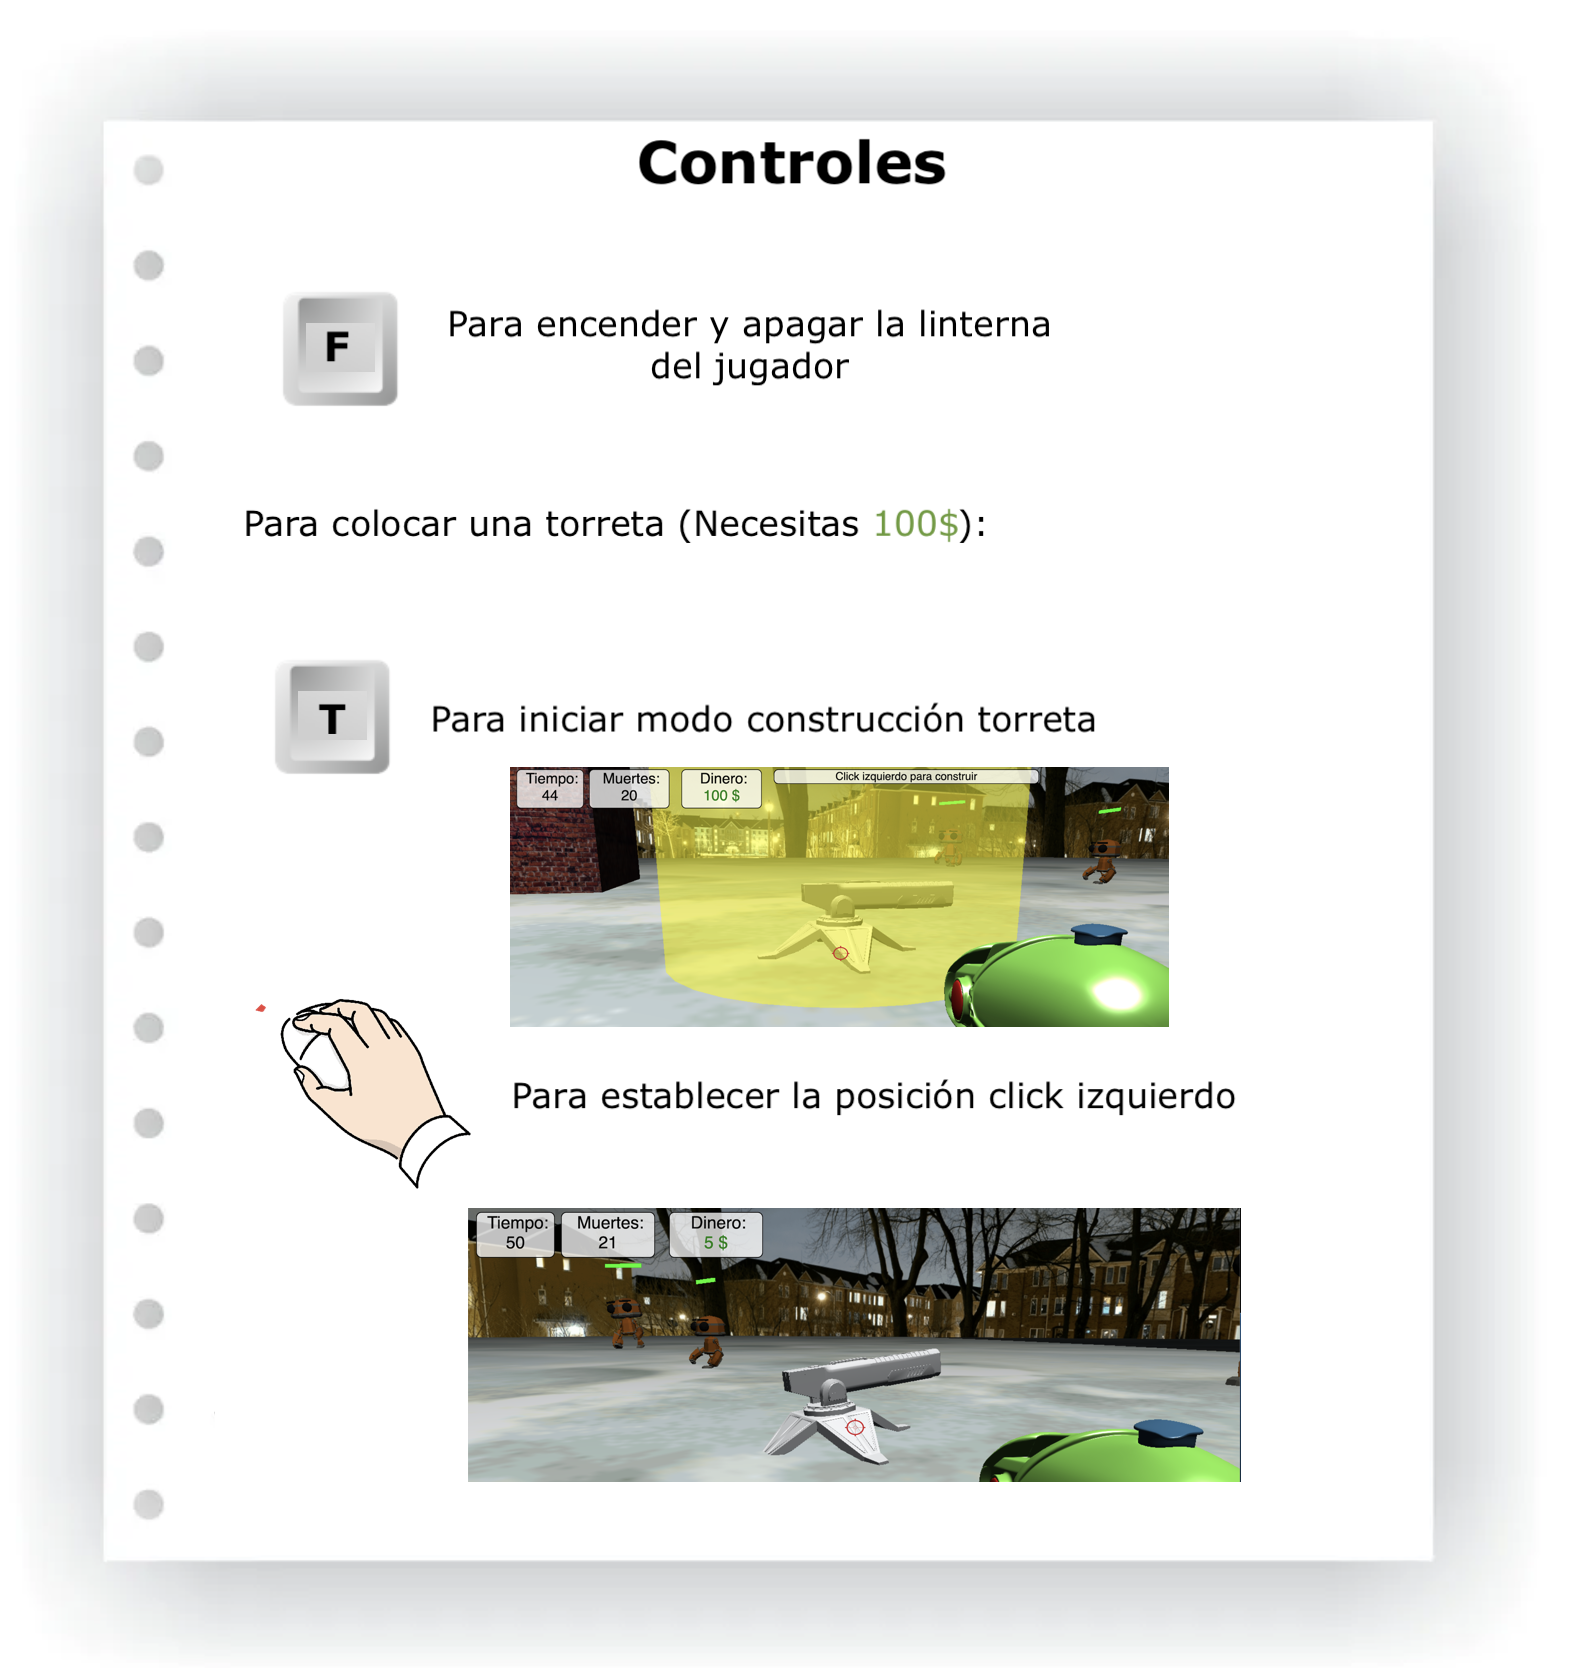 Controles
F
Para encender y apagar la linterna
del jugador
Para colocar una torreta (Necesitas 100$):
T
Para iniciar modo construcción torreta
Tiempo: Muertes: Dinero: Click izquierdo para construir
44 20 100 $
Para establecer la posición click izquierdo
Tiempo: Muertes: Dinero:
50 21 5 $